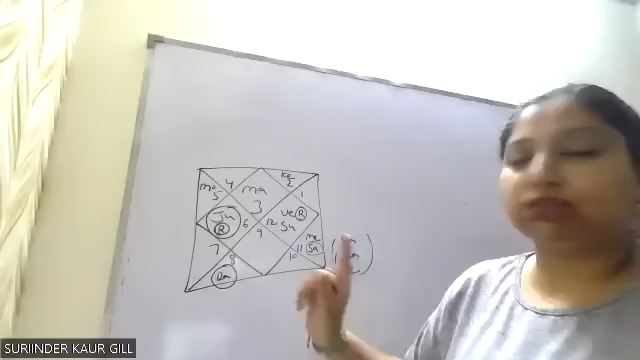 Ke
mo 4 ma 2
5 1
3
Ju 6 12 Ve R
R 9 Su
me
7 11 Sa
8 10
Ra
SURIINDER KAUR GILL